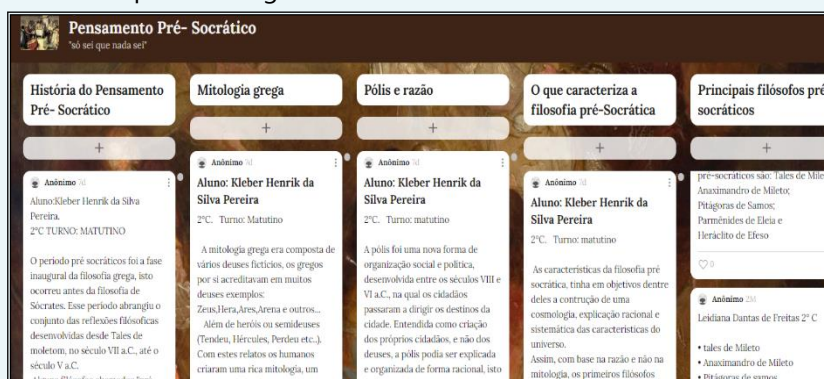 Pensamento Pré- Socrático
"só sei que nada sei"
História do Pensamento
Pré- Socrático
+
Anônimo 7d
Aluno:Kleber Henrik da Silva
Pereira.
2°C TURNO: MATUTINO
O periodo pré socráticos foi a fase
inaugural da filosofia grega, isto
ocorreu antes da filosofia de
Sócrates. Esse periodo abrangiu o
conjunto das reflexões filosoficas
desenvolvidas desde Tales de
moletom, no século VII a.C., até o
século V a.C.
Mitologia grega
+
Anônimo 7d
Aluno: Kleber Henrik da
Silva Pereira
2°C. Turno: Matutino
A mitologia grega era composta de
vários deuses ficticios, os gregos
por si acreditavam em muitos
deuses exemplos:
Zeus,Hera,Ares,Arena e outros...
Além de heróis ou semideuses
(Tendeu, Hércules, Perdeu etc..).
Com estes relatos os humanos
criaram uma rica mitologia, um
Pólis e razão
+
Anônimo 7d
Aluno: Kleber Henrik da
Silva Pereira
2°C. Turno: matutino
A pólis foi uma nova forma de
organização social e política,
desenvolvida entre os séculos VIII e
VI a.C., na qual os cidadãos
passaram a dirigir os destinos da
cidade. Entendida como criação
dos próprios cidadãos, e não dos
deuses, a pólis podia ser explicada
e organizada de forma racional, isto
O que caracteriza a
filosofia pré-Socrática
+
Anônimo 7d
Aluno: Kleber Henrik da
Silva Pereira
2°C. Turno: matutino
As características da filosofia pré
socrática, tinha em objetivos dentre
deles a contrução de uma
cosmologia, explicação racional e
sistemática das características do
universo.
Assim, com base na razão e não na
mitologia, os primeiros filósofos
Principais filósofos pré
socráticos
+
pré-socráticos são: Tales de Mile
Anaximandro de Mileto;
Pitágoras de Samos;
Parmênides de Eleia e
Heráclito de Efeso
0
Anônimo 2M
Leidiana Dantas de Freitas 2° C
• tales de Mileto
• Anaximandro de Mileto
• Pitágoras de samos